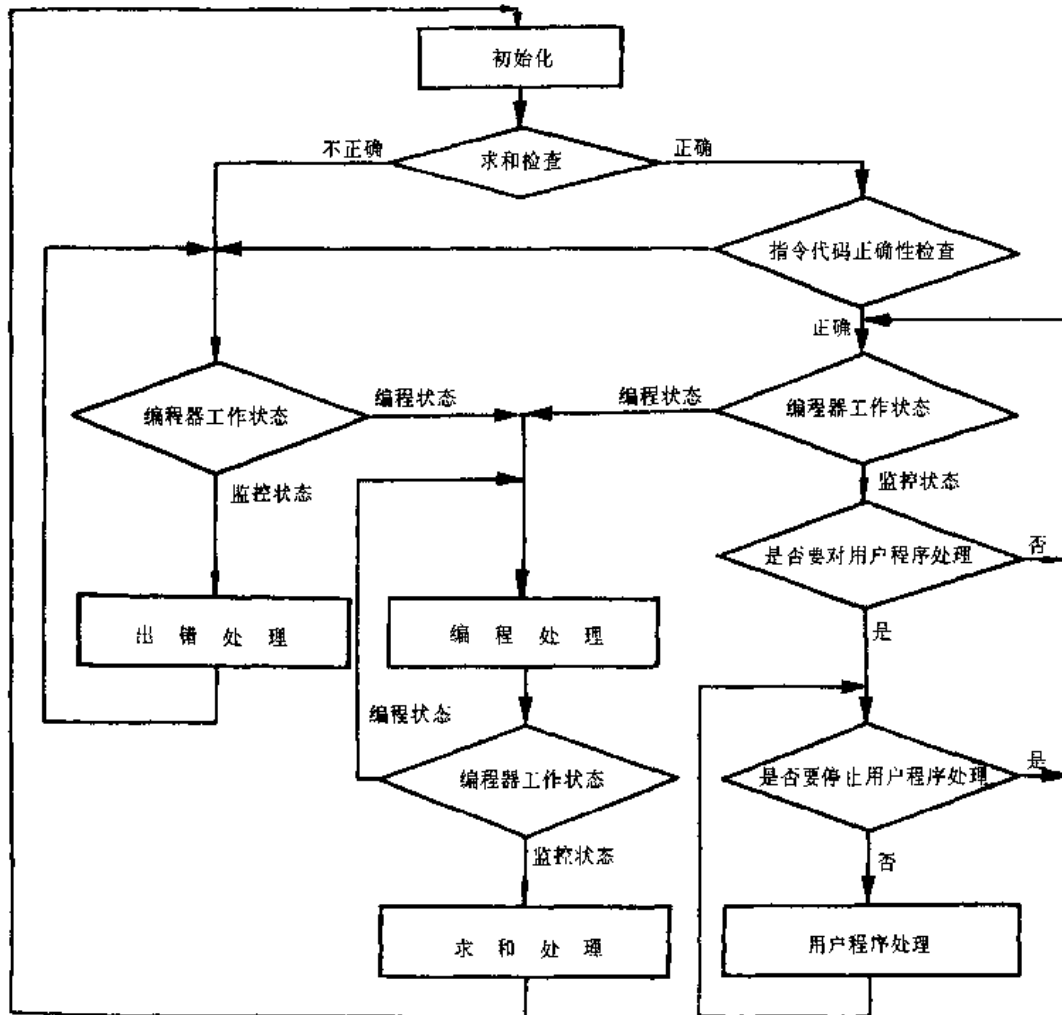 初始化
不正确
求和检查
正确
指令代码正确性检查
正确
编程器工作状态
编程状态
编程状态
编程器工作状态
监控状态
监控状态
是否要对用户程序处理
否
出错处理
编程处理
是
编程状态
编程器工作状态
是否要停止用户程序处理
是
监控状态
否
求和处理
用户程序处理